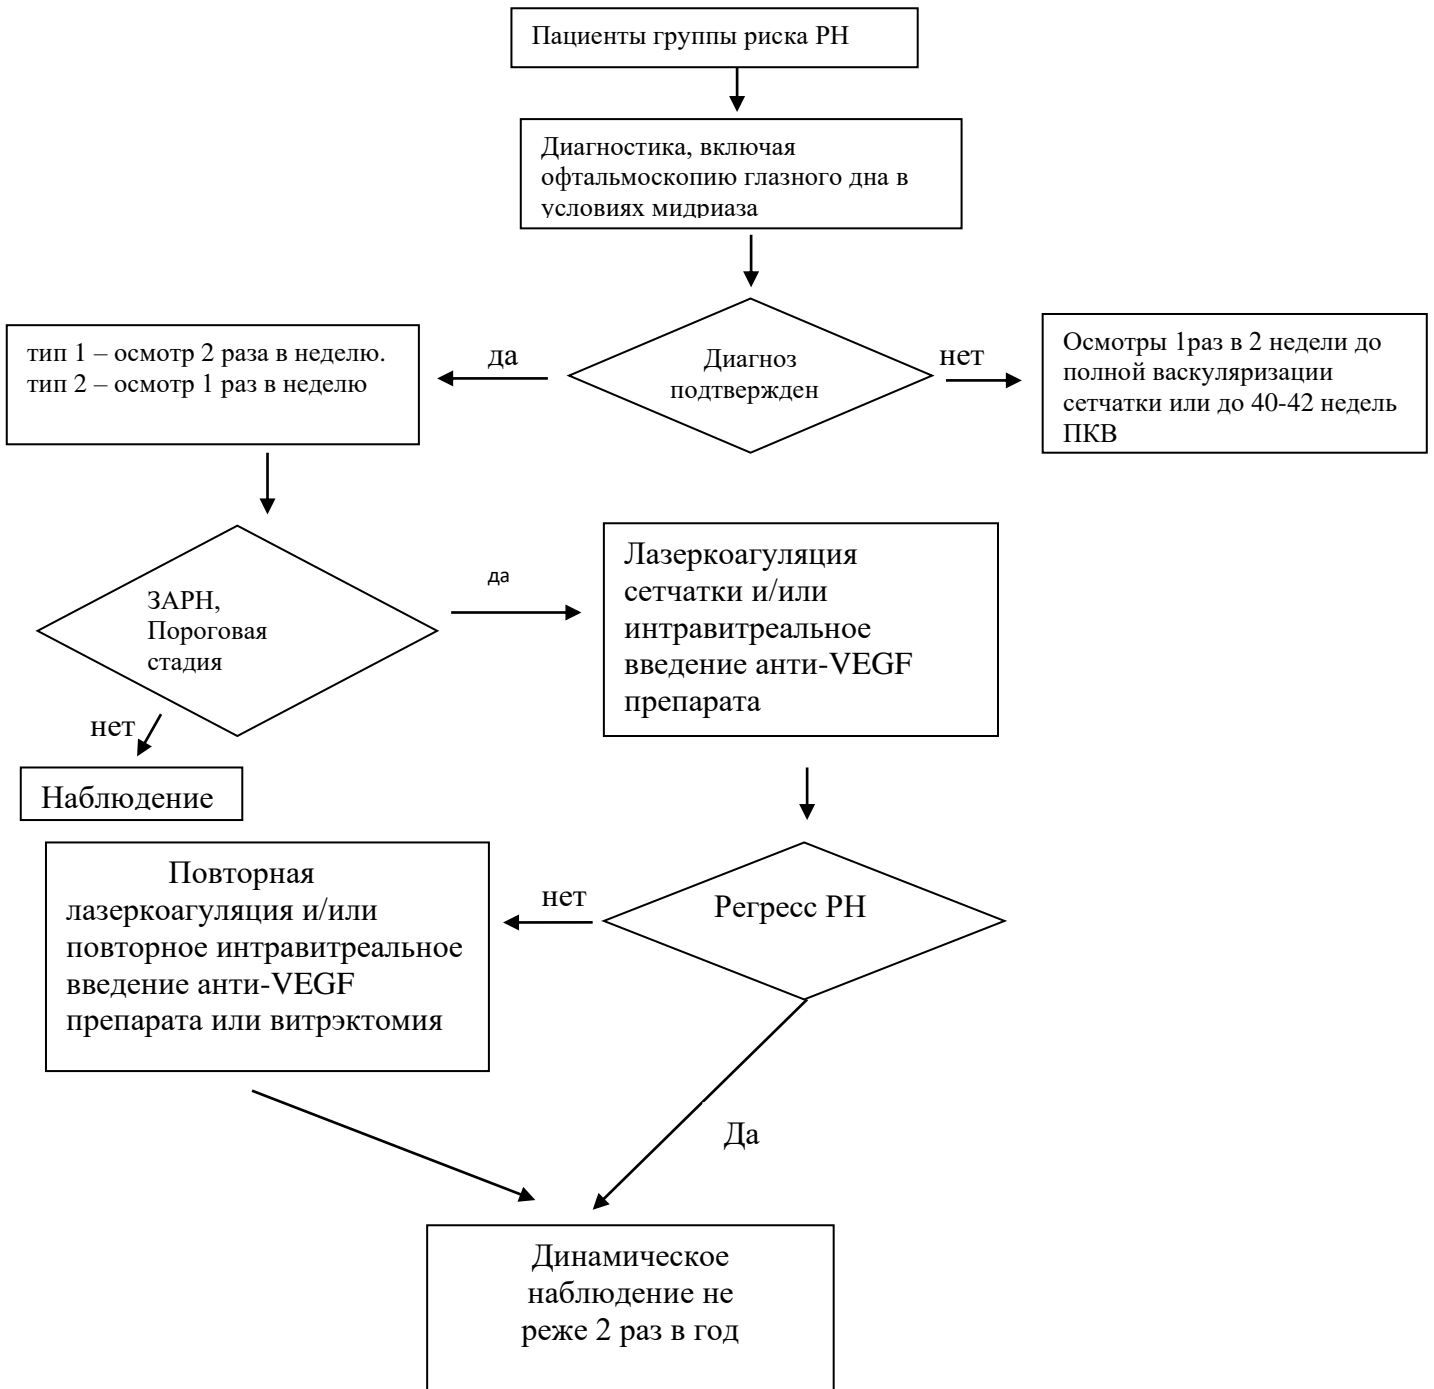 Пациенты группы риска РН
Диагностика, включая
офтальмоскопию глазного дна в
условиях мидриаза
тип 1 – осмотр 2 раза в неделю.
тип 2 – осмотр 1 раз в неделю
да
Диагноз
подтвержден
нет
Осмотры 1раз в 2 недели до
полной васкуляризации
сетчатки или до 40-42 недель
ПКВ
ЗАРН,
Пороговая
стадия
да
Лазеркоагуляция
сетчатки и/или
интравитреальное
введение анти-VEGF
препарата
нет
Наблюдение
Повторная
лазеркоагуляция и/или
повторное интравитреальное
введение анти-VEGF
препарата или витрэктомия
нет
Регресс РН
Да
Динамическое
наблюдение не
реже 2 раз в год